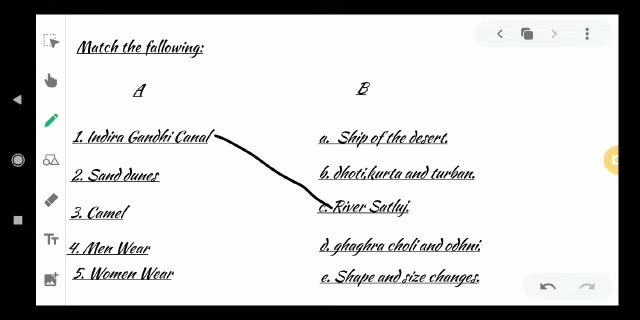 Match the fallowing:
A
B
1. Indira Gandhi Canal
a. Ship of the desert.
2. Sand dunes
b. dhoti,kurta and turban.
3. Camel
c. River Satluj.
4. Men Wear
d. ghaghra choli and odhni.
5. Women Wear
e. Shape and size changes.
Tт